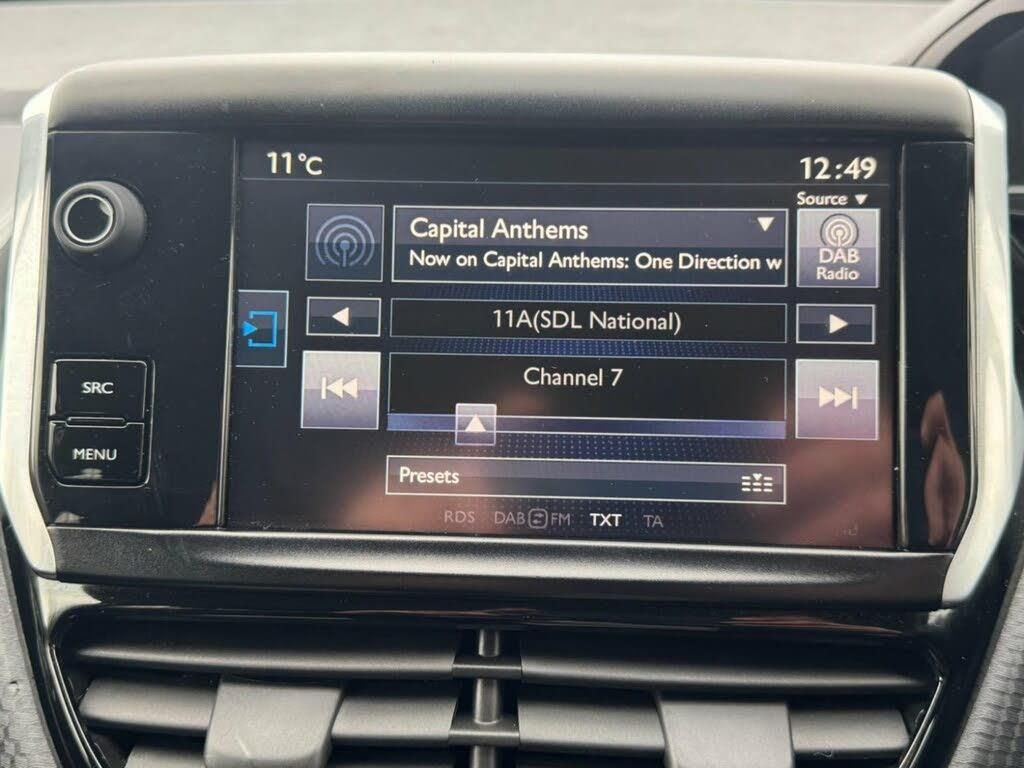 11°C
12:49
Source
Capital Anthems
Now on Capital Anthems: One Direction w
DAB
Radio
11A(SDL National)
SRC
Channel 7
MENU
Presets
RDS DAB FM TXT TA